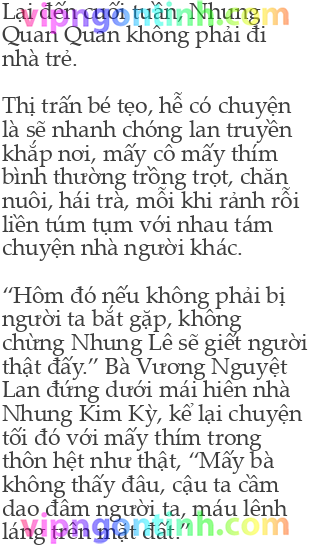 Lại đến cuối tuần, Nhung
Quan Quan không phải đi
nhà trẻ.
Thị trấn bé tẹo, hễ có chuyện
là sẽ nhanh chóng lan truyền
khắp nơi, mấy cô mấy thím
bình thường trồng trọt, chăn
nuôi, hái trà, mỗi khi rảnh rỗi
liền túm tụm với nhau tám
chuyện nhà người khác.
“Hôm đó nếu không phải bị
người ta bắt gặp, không
chừng Nhung Lê sẽ giết người
thật đấy.” Bà Vương Nguyệt
Lan đứng dưới mái hiên nhà
Nhung Kim Kỳ, kể lại chuyện
tối đó với mấy thím trong
thôn hệt như thật, “Mấy bà
không thấy đâu, cậu ta cầm
dao đâm người ta, máu lênh
láng trên mặt đất.”
vipngontinh.com
vipngontinh.com